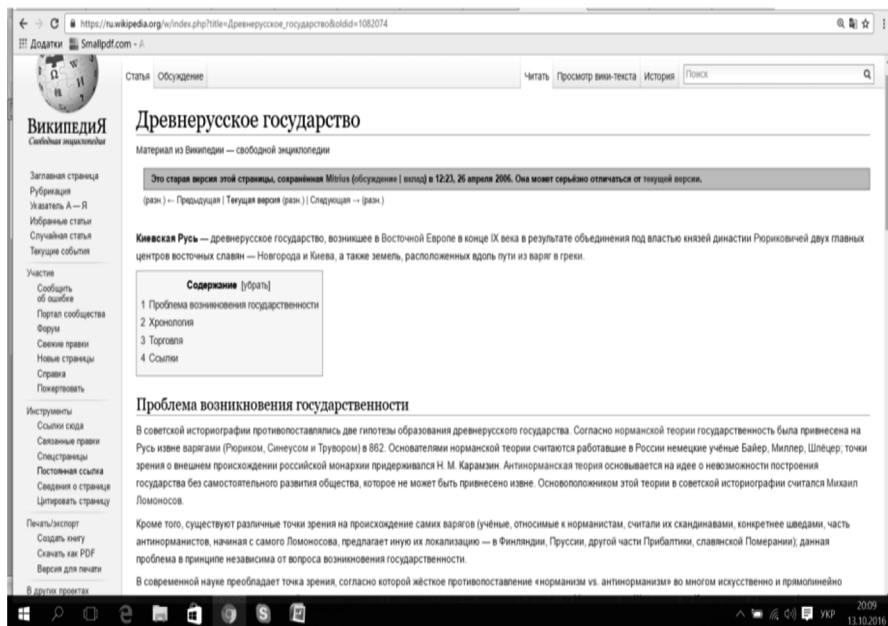 https://ru.wikipedia.org/w/index.php?title=Древнерусское_государство&oldid=1082074
Додатки Smallpdf.com - A
ВикипедиЯ
Свободная энциклопедия
Заглавная страница
Рубрикация
Указатель А — Я
Избранные статьи
Случайная статья
Текущие события
Участие
Сообщить
об ошибке
Портал сообщества
Форум
Свежие правки
Новые страницы
Справка
Пожертвовать
Инструменты
Ссылки сюда
Связанные правки
Спецстраницы
Постоянная ссылка
Сведения о странице
Цитировать страницу
Печать/экспорт
Создать книгу
Скачать как PDF
Версия для печати
В других проектах
Статья Обсуждение
Читать Просмотр вики-текста История Поиск
Древнерусское государство
Материал из Википедии — свободной энциклопедии
Это старая версия этой страницы, сохранённая Mitrius (обсуждение | вклад) в 12:23, 26 апреля 2006. Она может серьёзно отличаться от текущей версии.
(разн.) ← Предыдущая | Текущая версия (разн.) | Следующая → (разн.)
Киевская Русь — древнерусское государство, возникшее в Восточной Европе в конце IX века в результате объединения под властью князей династии Рюриковичей двух главных
центров восточных славян — Новгорода и Киева, а также земель, расположенных вдоль пути из варяг в греки.
Содержание [убрать]
1 Проблема возникновения государственности
2 Хронология
3 Торговля
4 Ссылки
Проблема возникновения государственности
В советской историографии противопоставлялись две гипотезы образования древнерусского государства. Согласно норманской теории государственность была привнесена на
Русь извне варягами (Рюриком, Синеусом и Трувором) в 862. Основателями норманской теории считаются работавшие в России немецкие учёные Байер, Миллер, Шлёцер; точки
зрения о внешнем происхождении российской монархии придерживался Н. М. Карамзин. Антинорманская теория основывается на идее о невозможности построения
государства без самостоятельного развития общества, которое не может быть привнесено извне. Основоположником этой теории в советской историографии считался Михаил
Ломоносов.
Кроме того, существуют различные точки зрения на происхождение самих варягов (учёные, относимые к норманистам, считали их скандинавами, конкретнее шведами, часть
антинорманистов, начиная с самого Ломоносова, предлагает иную их локализацию — в Финляндии, Пруссии, другой части Прибалтики, славянской Померании); данная
проблема в принципе независима от вопроса возникновения государственности.
В современной науке преобладает точка зрения, согласно которой жёсткое противопоставление «норманизм vs. антинорманизм» во многом искусственно и прямолинейно
УКР
20:09
13.10.2016